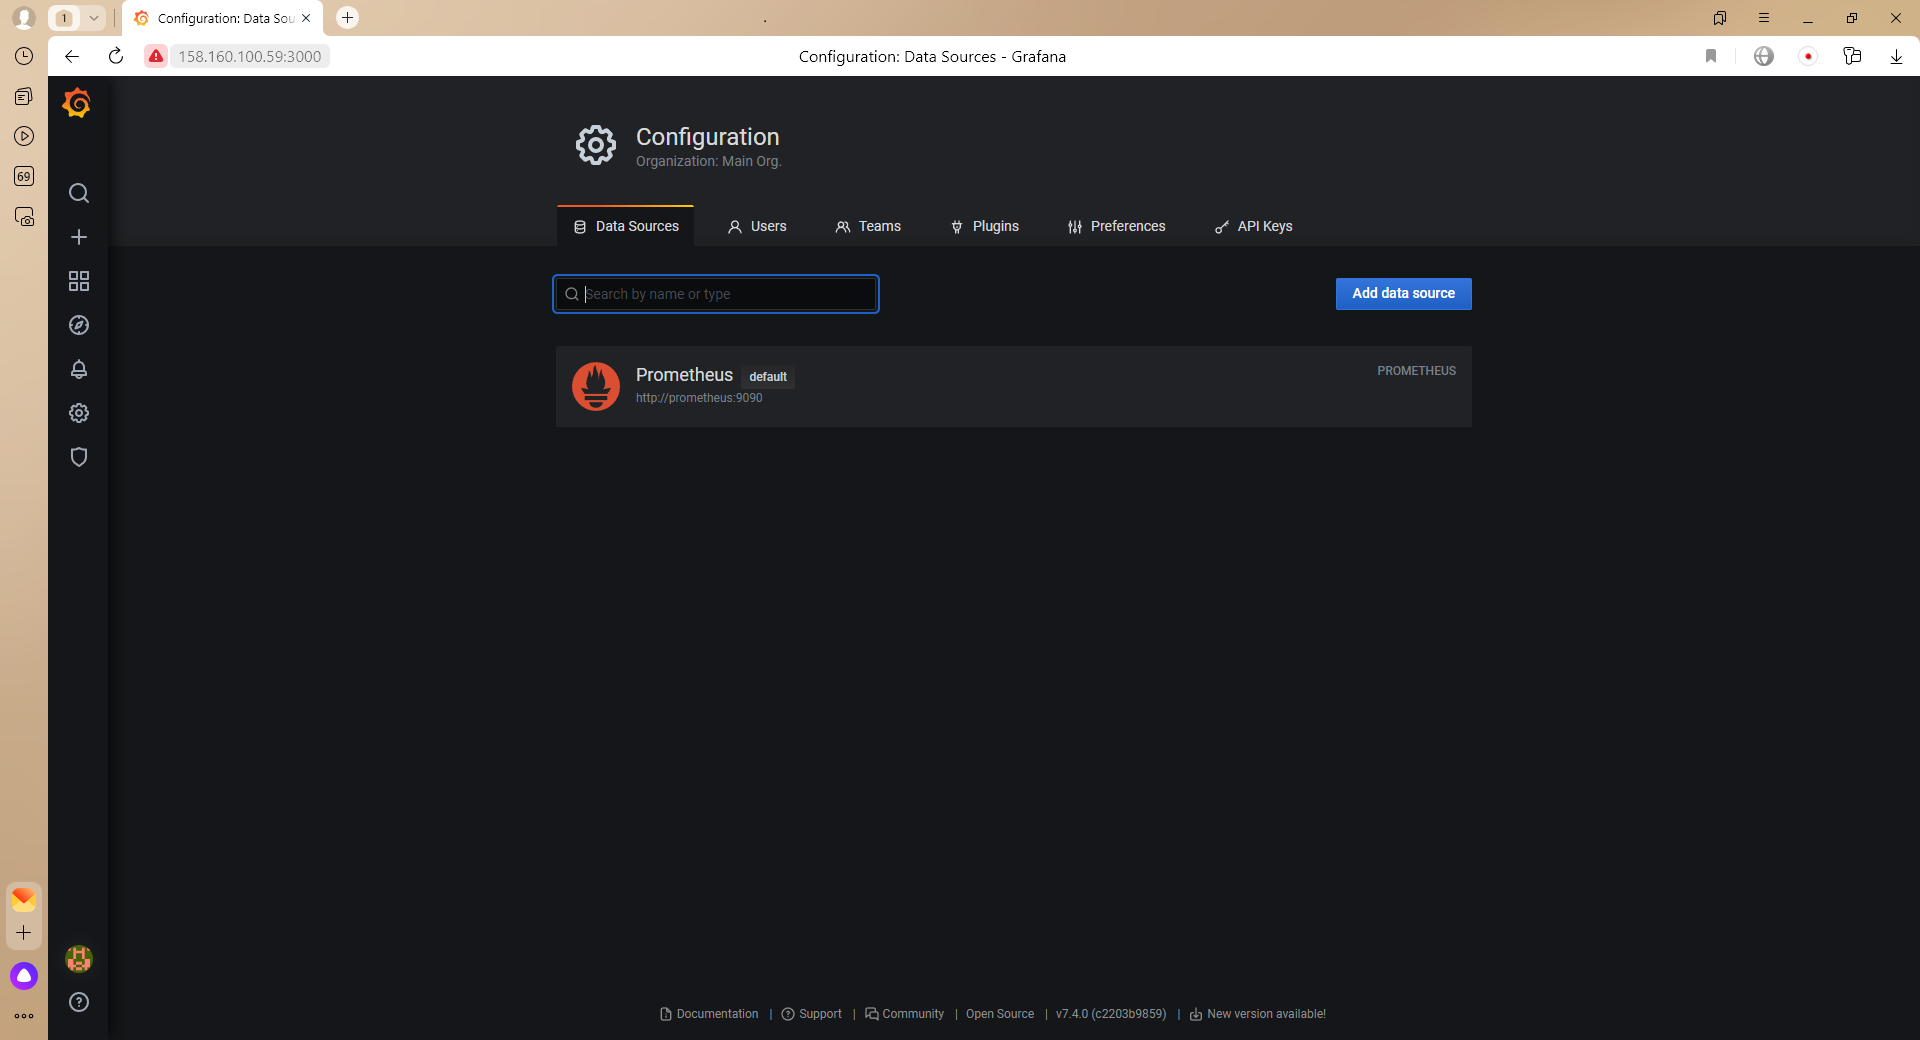 1
Configuration: Data Sou
158.160.100.59:3000
Configuration: Data Sources - Grafana
69
Configuration
Organization: Main Org.
Data Sources
Users
Teams
Plugins
Preferences
API Keys
Search by name or type
Add data source
Prometheus
default
PROMETHEUS
http://prometheus:9090
Documentation | Support | Community | Open Source | v7.4.0 (c2203b9859) | New version available!